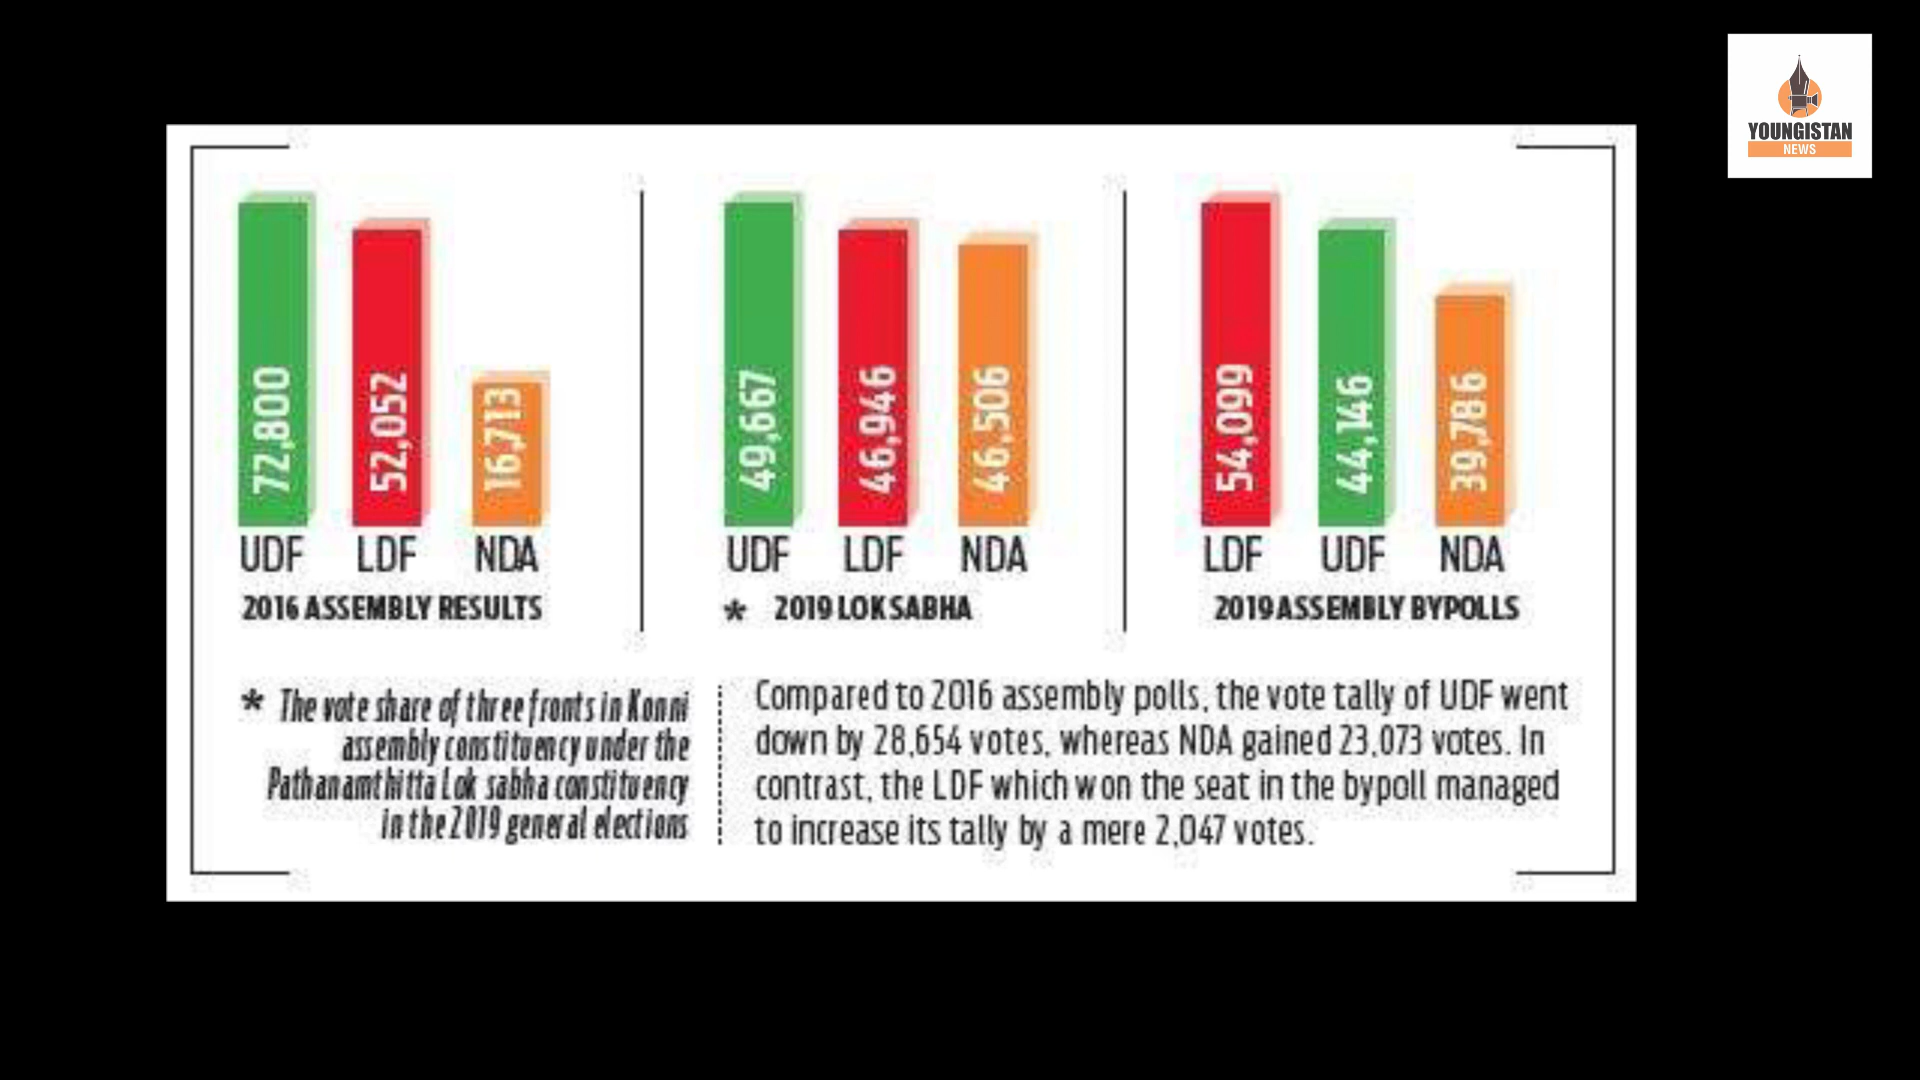 YOUNGISTAN
NEWS
72,800
52,052
16,713
UDF LDF NDA
2016 ASSEMBLY RESULTS
49,667
46,946
46,506
UDF LDF NDA
* 2019 LOK SABHA
54,099
44,146
39,786
LDF UDF NDA
2019 ASSEMBLY BYPOLLS
* The vote share of three fronts in Konni
assembly constituency under the
Pathanamthitta Lok sabha constituency
in the 2019 general elections
Compared to 2016 assembly polls, the vote tally of UDF went
down by 28,654 votes, whereas NDA gained 23,073 votes. In
contrast, the LDF which won the seat in the bypoll managed
to increase its tally by a mere 2,047 votes.